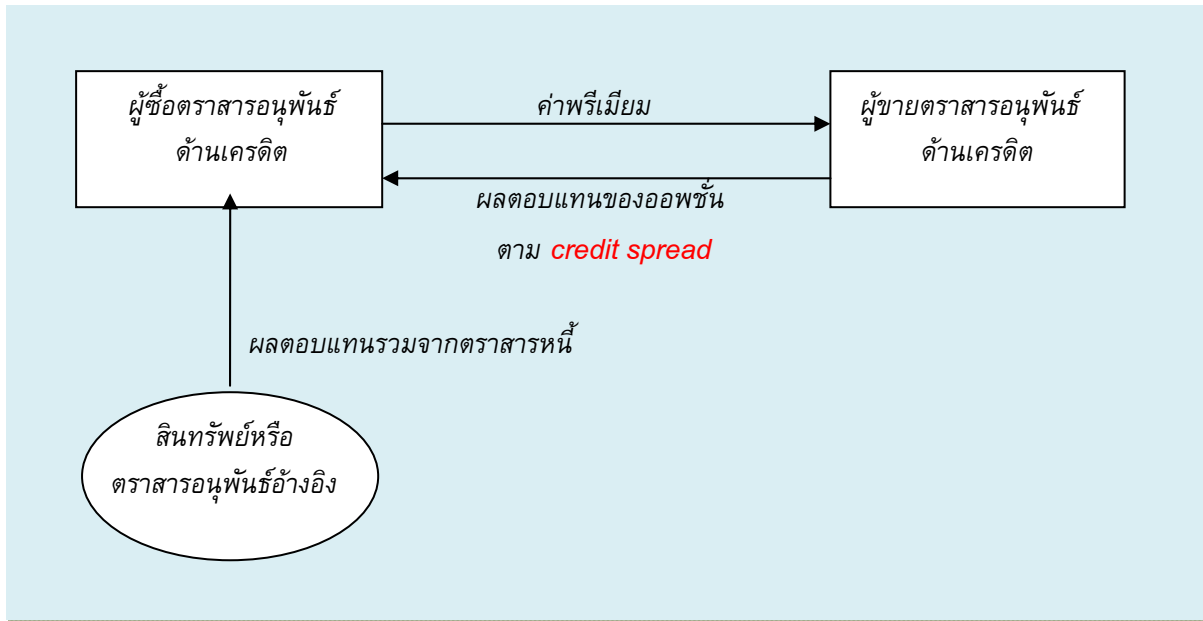 ผู้ซื้อตราสารอนุพันธ์
ด้านเครดิต
ค่าพรีเมียม
ผู้ขายตราสารอนุพันธ์
ด้านเครดิต
ผลตอบแทนของออพชั่น
ตาม credit spread
ผลตอบแทนรวมจากตราสารหนี้
สินทรัพย์หรือ
ตราสารอนุพันธ์อ้างอิง